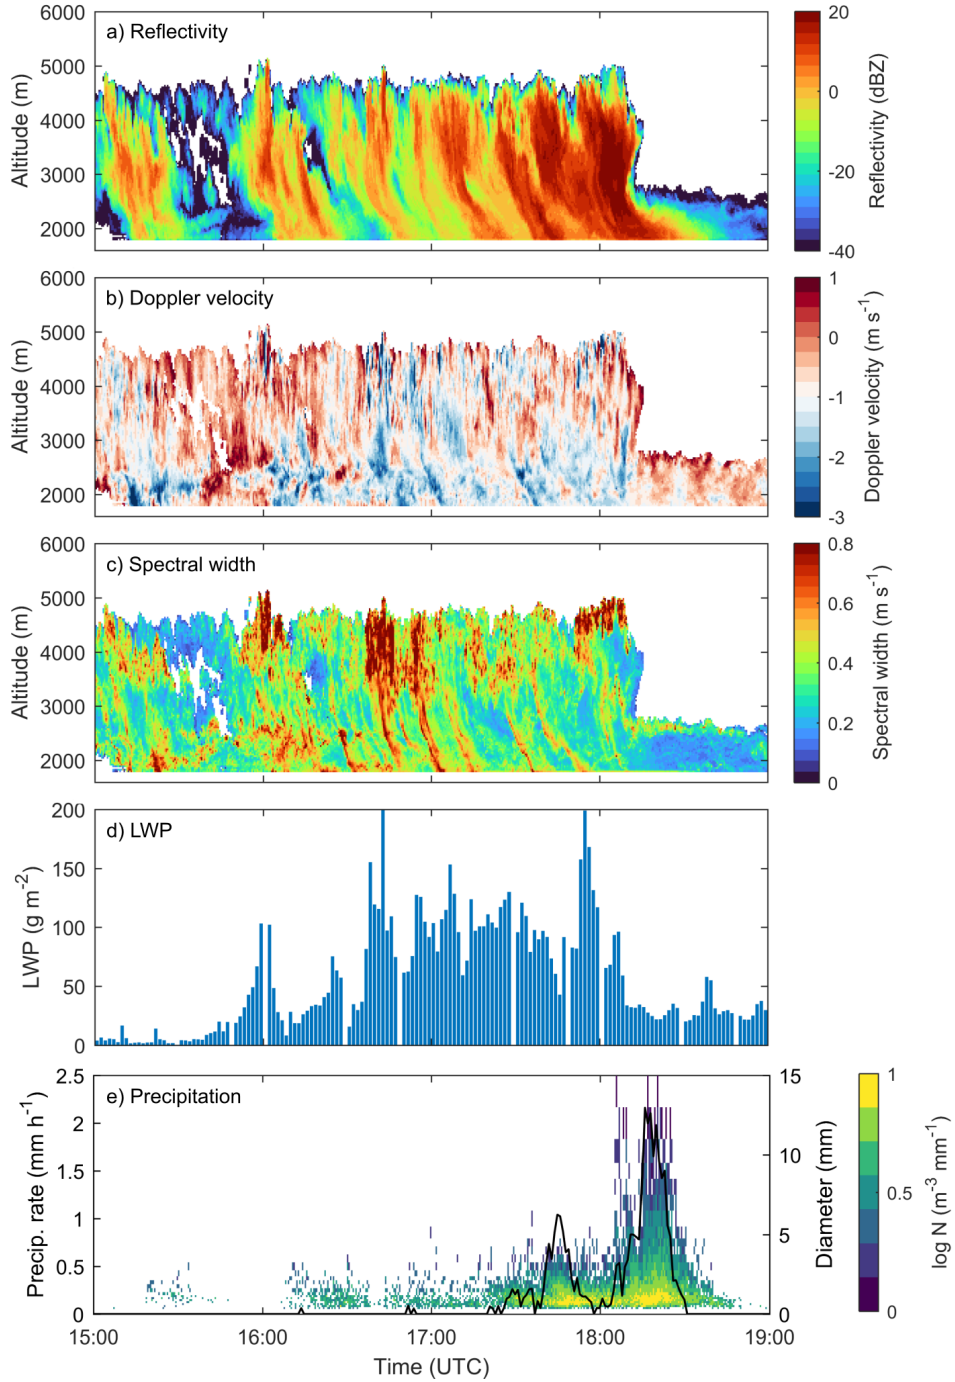 6000
5000
4000
3000
2000
Altitude (m)
a) Reflectivity
20
0
-20
-40
Reflectivity (dBZ)
6000
5000
4000
3000
2000
Altitude (m)
b) Doppler velocity
1
0
-1
-2
-3
Doppler velocity (m s⁻¹)
6000
5000
4000
3000
2000
Altitude (m)
c) Spectral width
0.8
0.6
0.4
0.2
0
Spectral width (m s⁻¹)
200
150
100
50
0
LWP (g m⁻²)
d) LWP
2.5
2
1.5
1
0.5
0
Precip. rate (mm h⁻¹)
e) Precipitation
15
10
5
0
Diameter (mm)
1
0.5
0
log N (m⁻³ mm⁻¹)
15:00 16:00 17:00 18:00 19:00
Time (UTC)